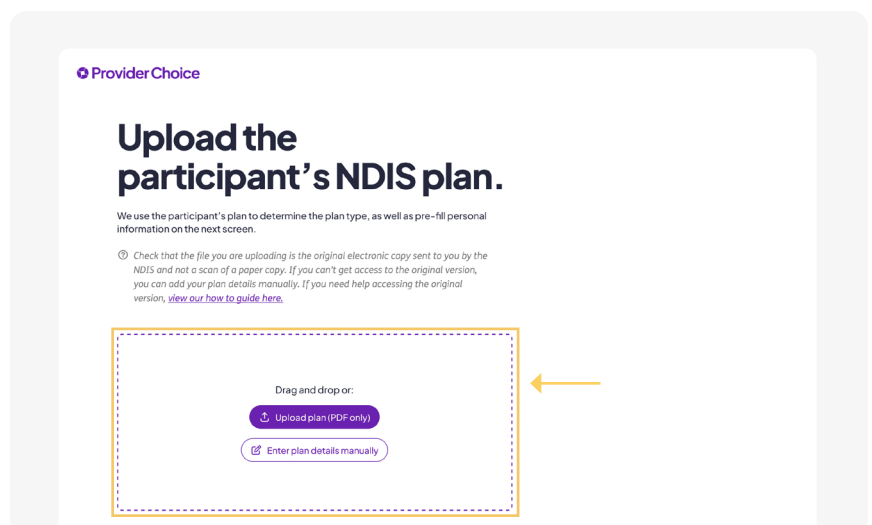 Provider Choice
Upload the
participant's NDIS plan.
We use the participant's plan to determine the plan type, as well as pre-fill personal
information on the next screen.
Check that the file you are uploading is the original electronic copy sent to you by the
NDIS and not a scan of a paper copy. If you can't get access to the original version,
you can add your plan details manually. If you need help accessing the original
version, view our how to guide here.
Drag and drop or:
Upload plan (PDF only)
Enter plan details manually